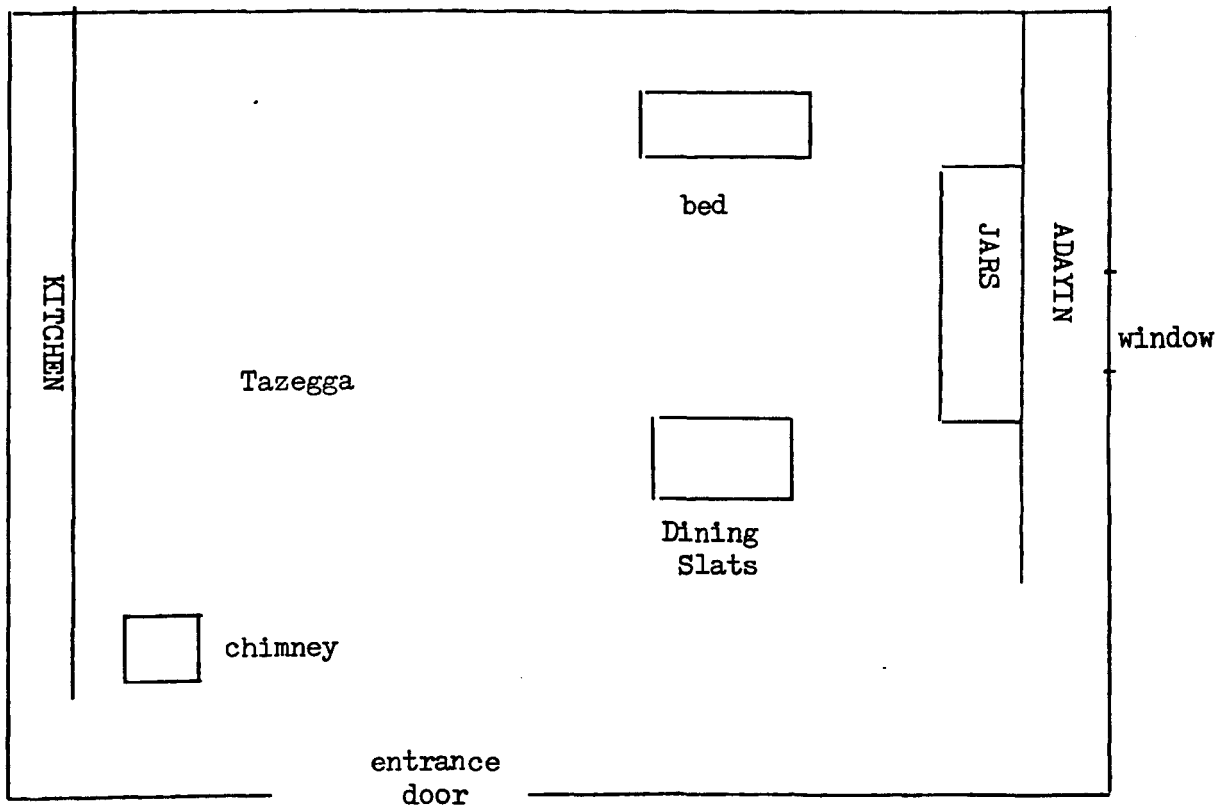 bed
JARS
ADAYIN
KITCHEN
window
Tazegga
Dining
Slats
chimney
entrance
door